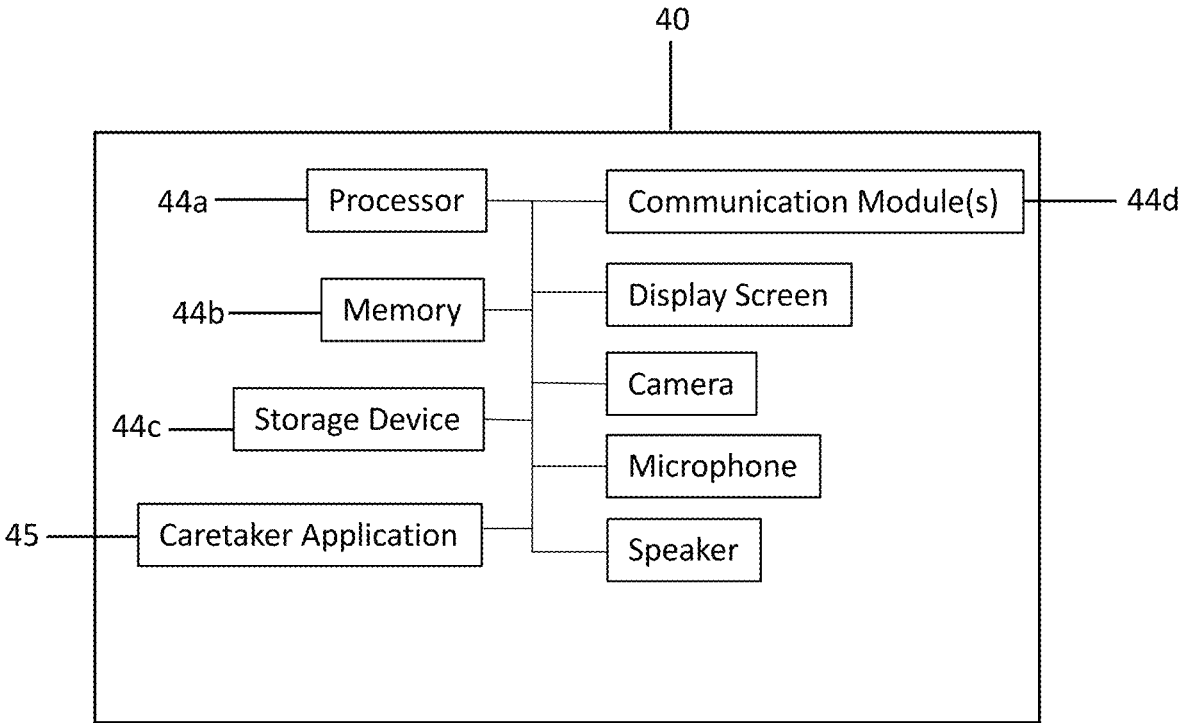 40
44a
Processor
Communication Module(s)
44d
44b
Memory
Display Screen
Camera
44c
Storage Device
Microphone
45
Caretaker Application
Speaker